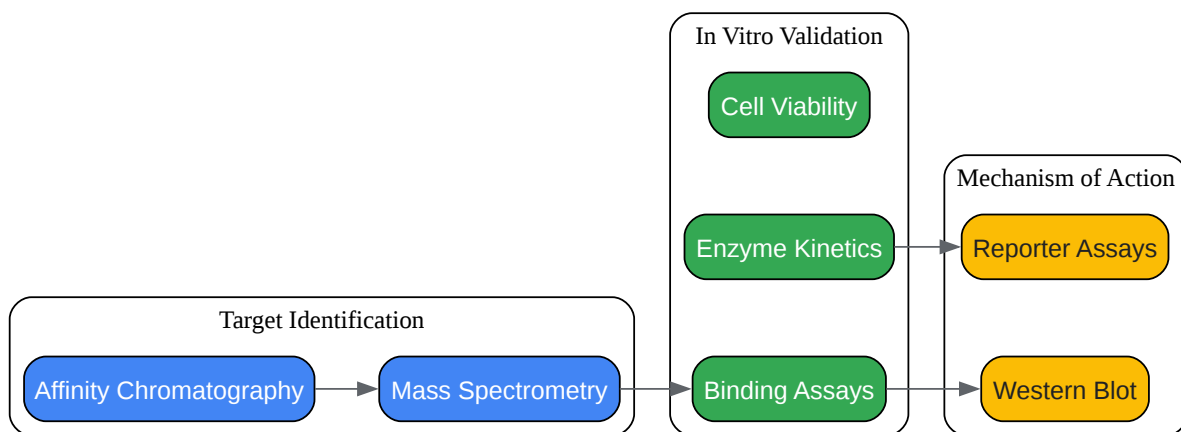 In Vitro Validation
Cell Viability
Mechanism of Action
Enzyme Kinetics
Reporter Assays
Target Identification
Affinity Chromatography
Mass Spectrometry
Binding Assays
Western Blot